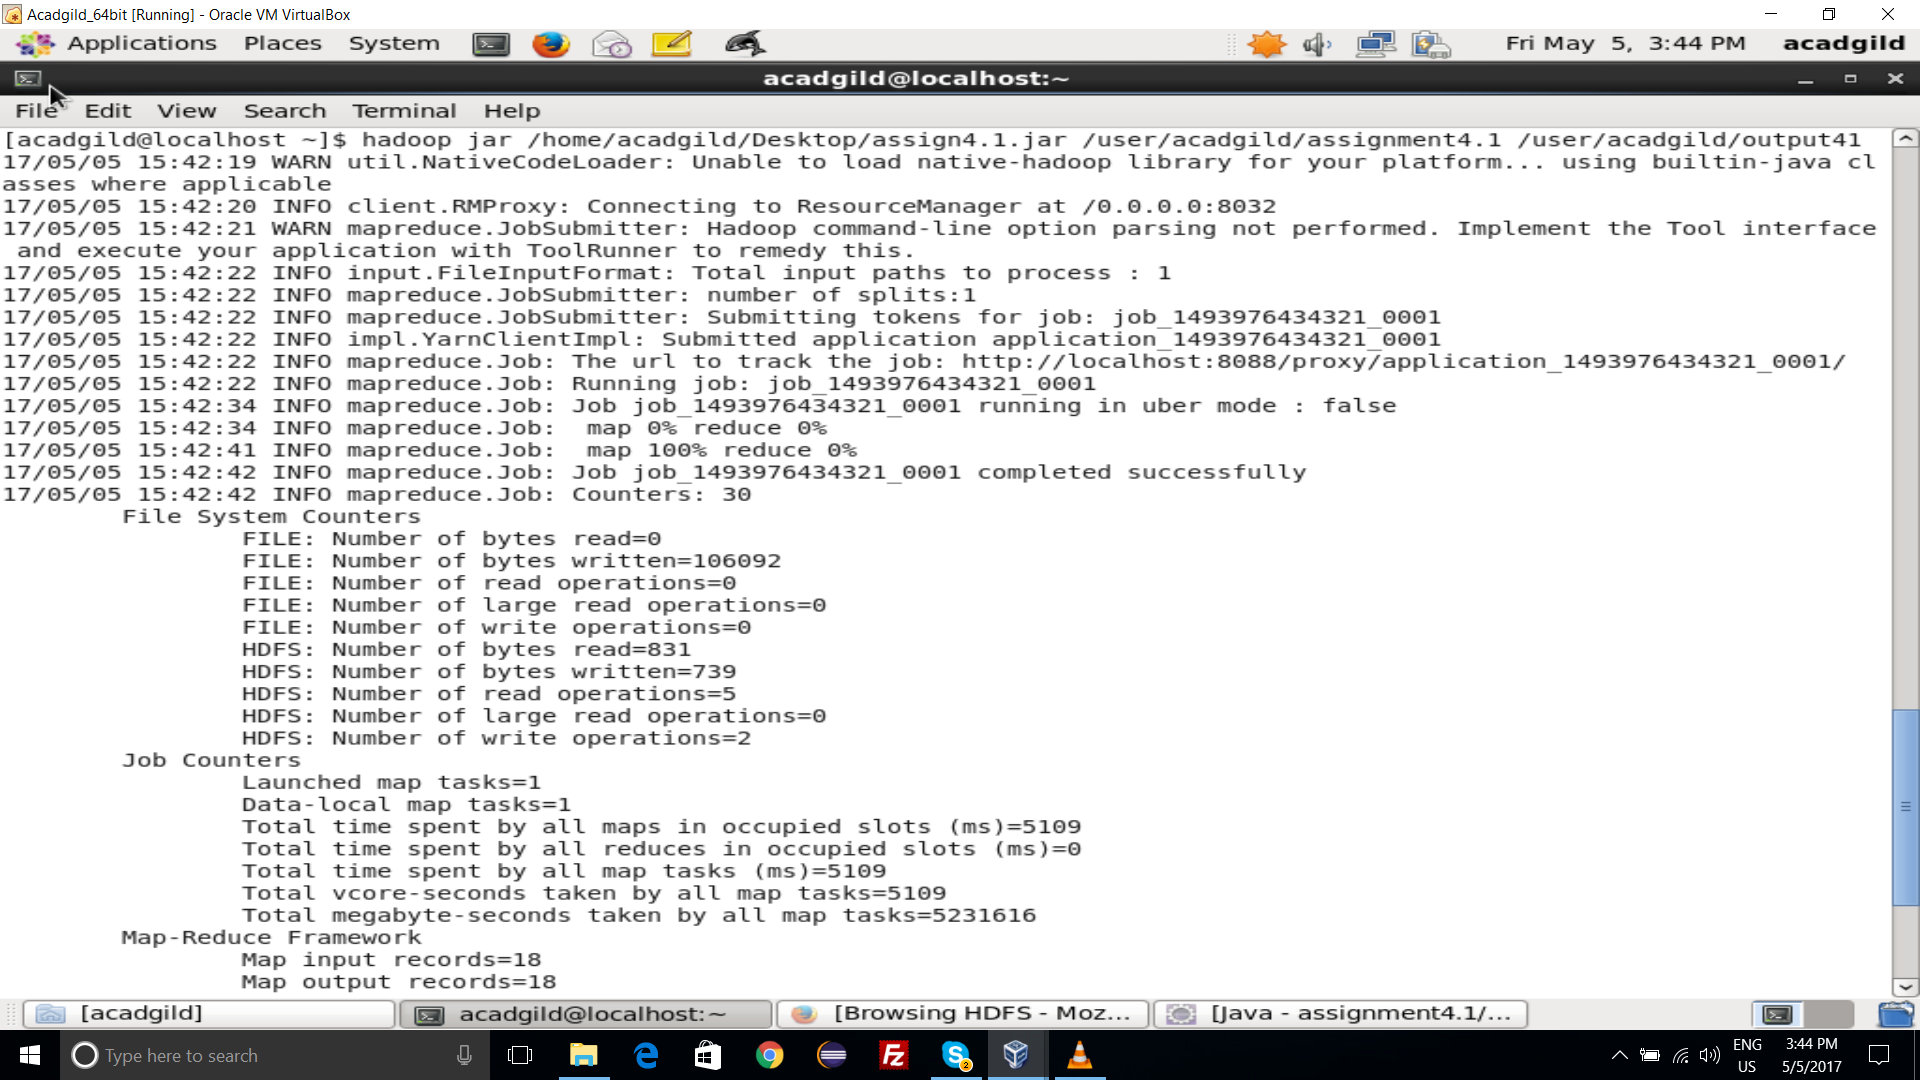 Acadgild_64bit [Running] - Oracle VM VirtualBox
Applications Places System Fri May 5, 3:44 PM acadgild
acadgild@localhost:~
File Edit View Search Terminal Help
[acadgild@localhost ~]$ hadoop jar /home/acadgild/Desktop/assign4.1.jar /user/acadgild/assignment4.1 /user/acadgild/output41
17/05/05 15:42:19 WARN util.NativeCodeLoader: Unable to load native-hadoop library for your platform... using builtin-java cl
asses where applicable
17/05/05 15:42:20 INFO client.RMProxy: Connecting to ResourceManager at /0.0.0.0:8032
17/05/05 15:42:21 WARN mapreduce.JobSubmitter: Hadoop command-line option parsing not performed. Implement the Tool interface
 and execute your application with ToolRunner to remedy this.
17/05/05 15:42:22 INFO input.FileInputFormat: Total input paths to process : 1
17/05/05 15:42:22 INFO mapreduce.JobSubmitter: number of splits:1
17/05/05 15:42:22 INFO mapreduce.JobSubmitter: Submitting tokens for job: job_1493976434321_0001
17/05/05 15:42:22 INFO impl.YarnClientImpl: Submitted application application_1493976434321_0001
17/05/05 15:42:22 INFO mapreduce.Job: The url to track the job: http://localhost:8088/proxy/application_1493976434321_0001/
17/05/05 15:42:22 INFO mapreduce.Job: Running job: job_1493976434321_0001
17/05/05 15:42:34 INFO mapreduce.Job: Job job_1493976434321_0001 running in uber mode : false
17/05/05 15:42:34 INFO mapreduce.Job:  map 0% reduce 0%
17/05/05 15:42:41 INFO mapreduce.Job:  map 100% reduce 0%
17/05/05 15:42:42 INFO mapreduce.Job: Job job_1493976434321_0001 completed successfully
17/05/05 15:42:42 INFO mapreduce.Job: Counters: 30
File System Counters
FILE: Number of bytes read=0
FILE: Number of bytes written=106092
FILE: Number of read operations=0
FILE: Number of large read operations=0
FILE: Number of write operations=0
HDFS: Number of bytes read=831
HDFS: Number of bytes written=739
HDFS: Number of read operations=5
HDFS: Number of large read operations=0
HDFS: Number of write operations=2
Job Counters
Launched map tasks=1
Data-local map tasks=1
Total time spent by all maps in occupied slots (ms)=5109
Total time spent by all reduces in occupied slots (ms)=0
Total time spent by all map tasks (ms)=5109
Total vcore-seconds taken by all map tasks=5109
Total megabyte-seconds taken by all map tasks=5231616
Map-Reduce Framework
Map input records=18
Map output records=18
[acadgild] acadgild@localhost:~ [Browsing HDFS - Moz... [Java - assignment4.1/...
Type here to search ENG 3:44 PM
US 5/5/2017